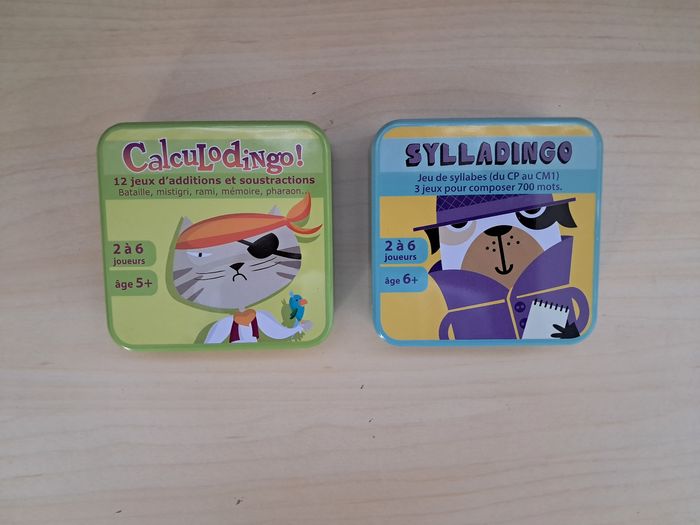 CalcuLodingo!
12 jeux d'additions et soustractions
Bataille, mistigri, rami, mémoire, pharaon...
2 à 6
joueurs
âge 5+
SYLLADINGO
Jeu de syllabes (du CP au CM1)
3 jeux pour composer 700 mots.
2 à 6
joueurs
âge 6+